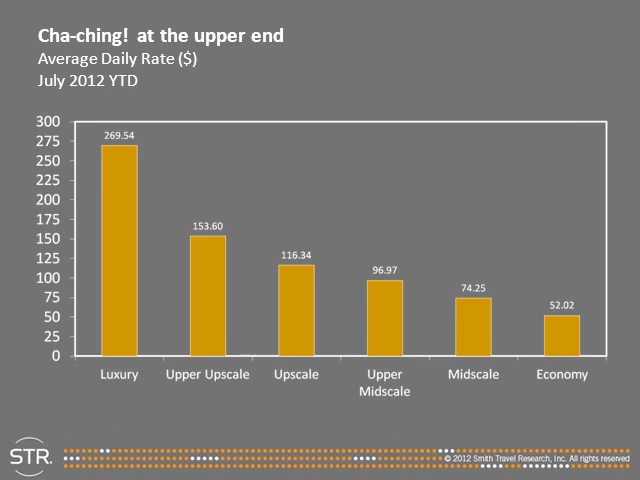 Cha-ching! at the upper end
Average Daily Rate ($)
July 2012 YTD
300
275
250
225
200
175
150
125
100
75
50
25
0
269.54
153.60
116.34
96.97
74.25
52.02
Luxury
Upper Upscale
Upscale
Upper
Midscale
Midscale
Economy
STR.
© 2012 Smith Travel Research, Inc. All rights reserved